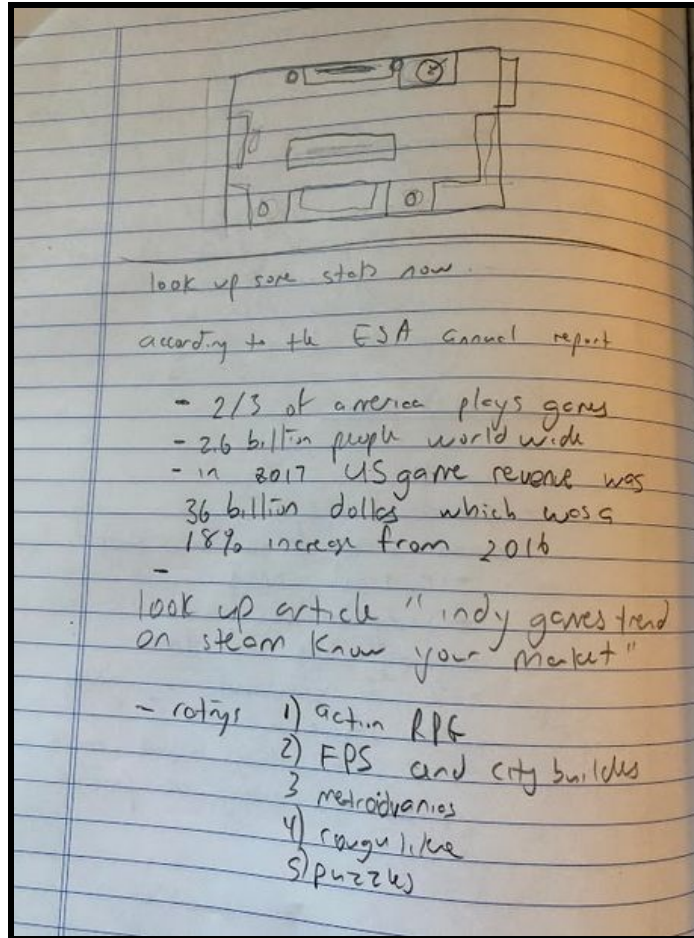 look up some stats now.
according to the ESA annual report
- 2/3 of america plays games
- 2.6 billion people world wide
- in 2017 US game revenue was
36 billion dollars which was a
18% increase from 2016
-
look up article "indy games trend
on steam know your market"
- ratings 1) action RPG
2) FPS and city builders
3 metroidvanias
4) rougulike
5) puzzles